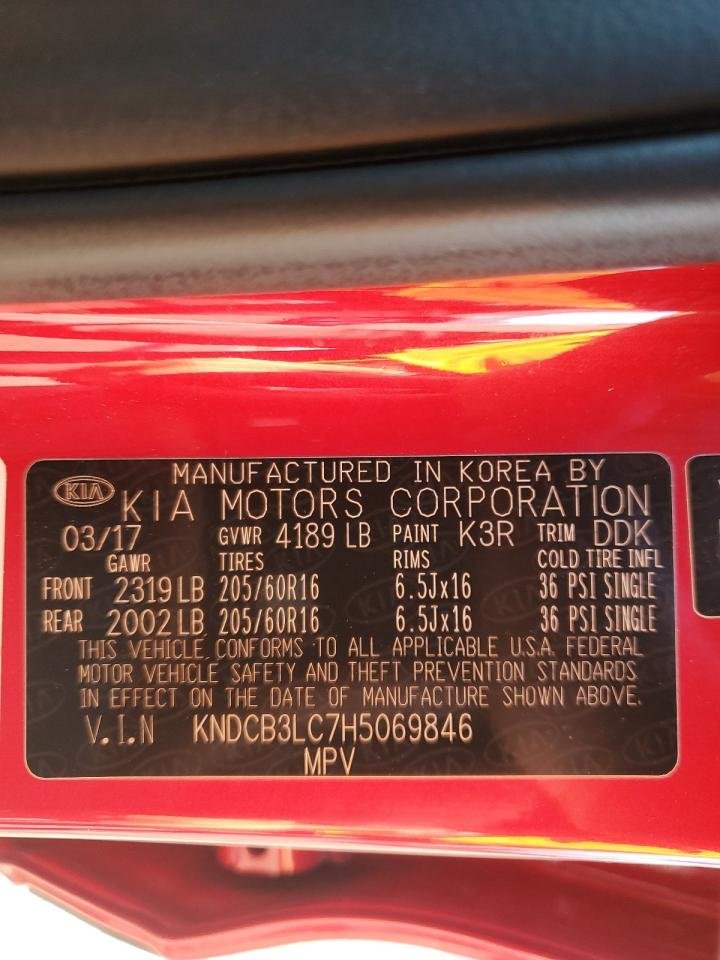 MANUFACTURED IN KOREA BY
KIA KIA MOTORS CORPORATION
03/17 GVWR 4189 LB PAINT K3R TRIM DDK
GAWR TIRES RIMS COLD TIRE INFL
FRONT 2319 LB 205/60R16 6.5Jx16 36 PSI SINGLE
REAR 2002 LB 205/60R16 6.5Jx16 36 PSI SINGLE
THIS VEHICLE CONFORMS TO ALL APPLICABLE U.S.A. FEDERAL
MOTOR VEHICLE SAFETY AND THEFT PREVENTION STANDARDS
IN EFFECT ON THE DATE OF MANUFACTURE SHOWN ABOVE.
V.I.N KNDCB3LC7H5069846
MPV